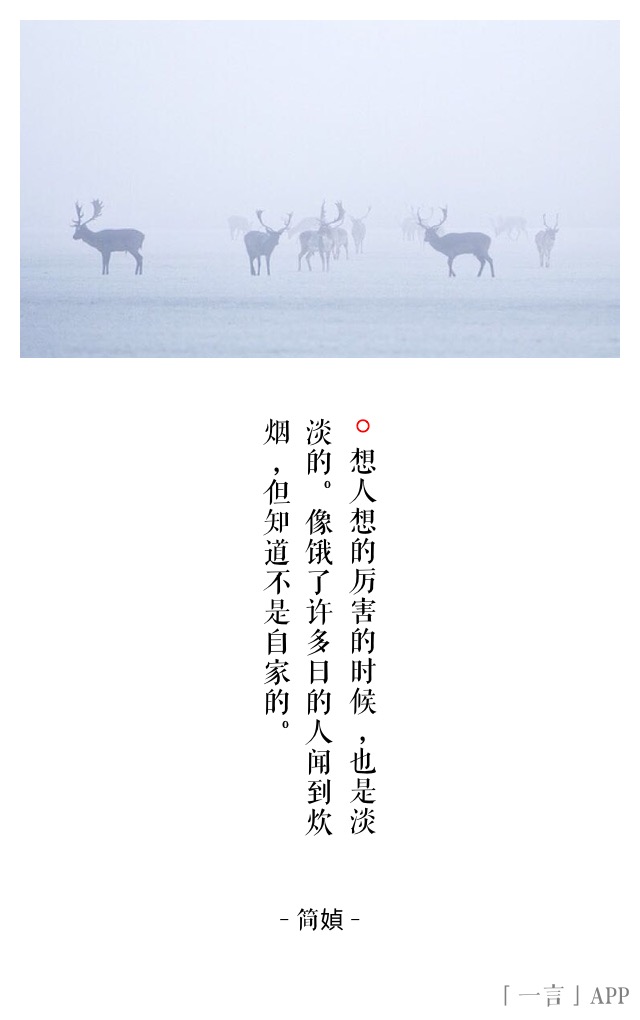 想人想的厉害的时候，也是淡
淡的。像饿了许多日的人闻到炊
烟，但知道不是自家的。
- 简媜 -
「一言」APP